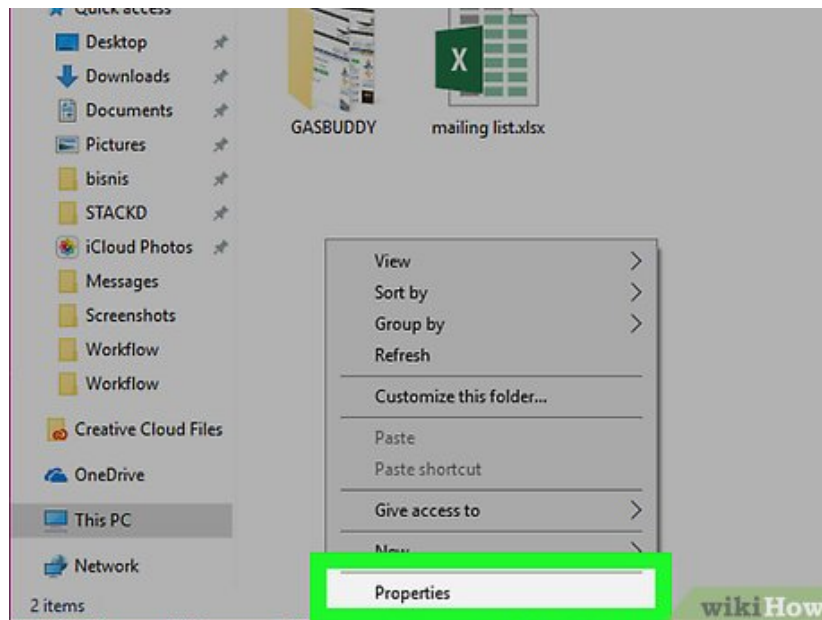 Quick access
Desktop
Downloads
Documents
Pictures
bisnis
STACKD
iCloud Photos
Messages
Screenshots
Workflow
Workflow
Creative Cloud Files
OneDrive
This PC
Network
2 items
X
GASBUDDY
mailing list.xlsx
View
Sort by
Group by
Refresh
Customize this folder...
Paste
Paste shortcut
Give access to
New
Properties
wikiHow